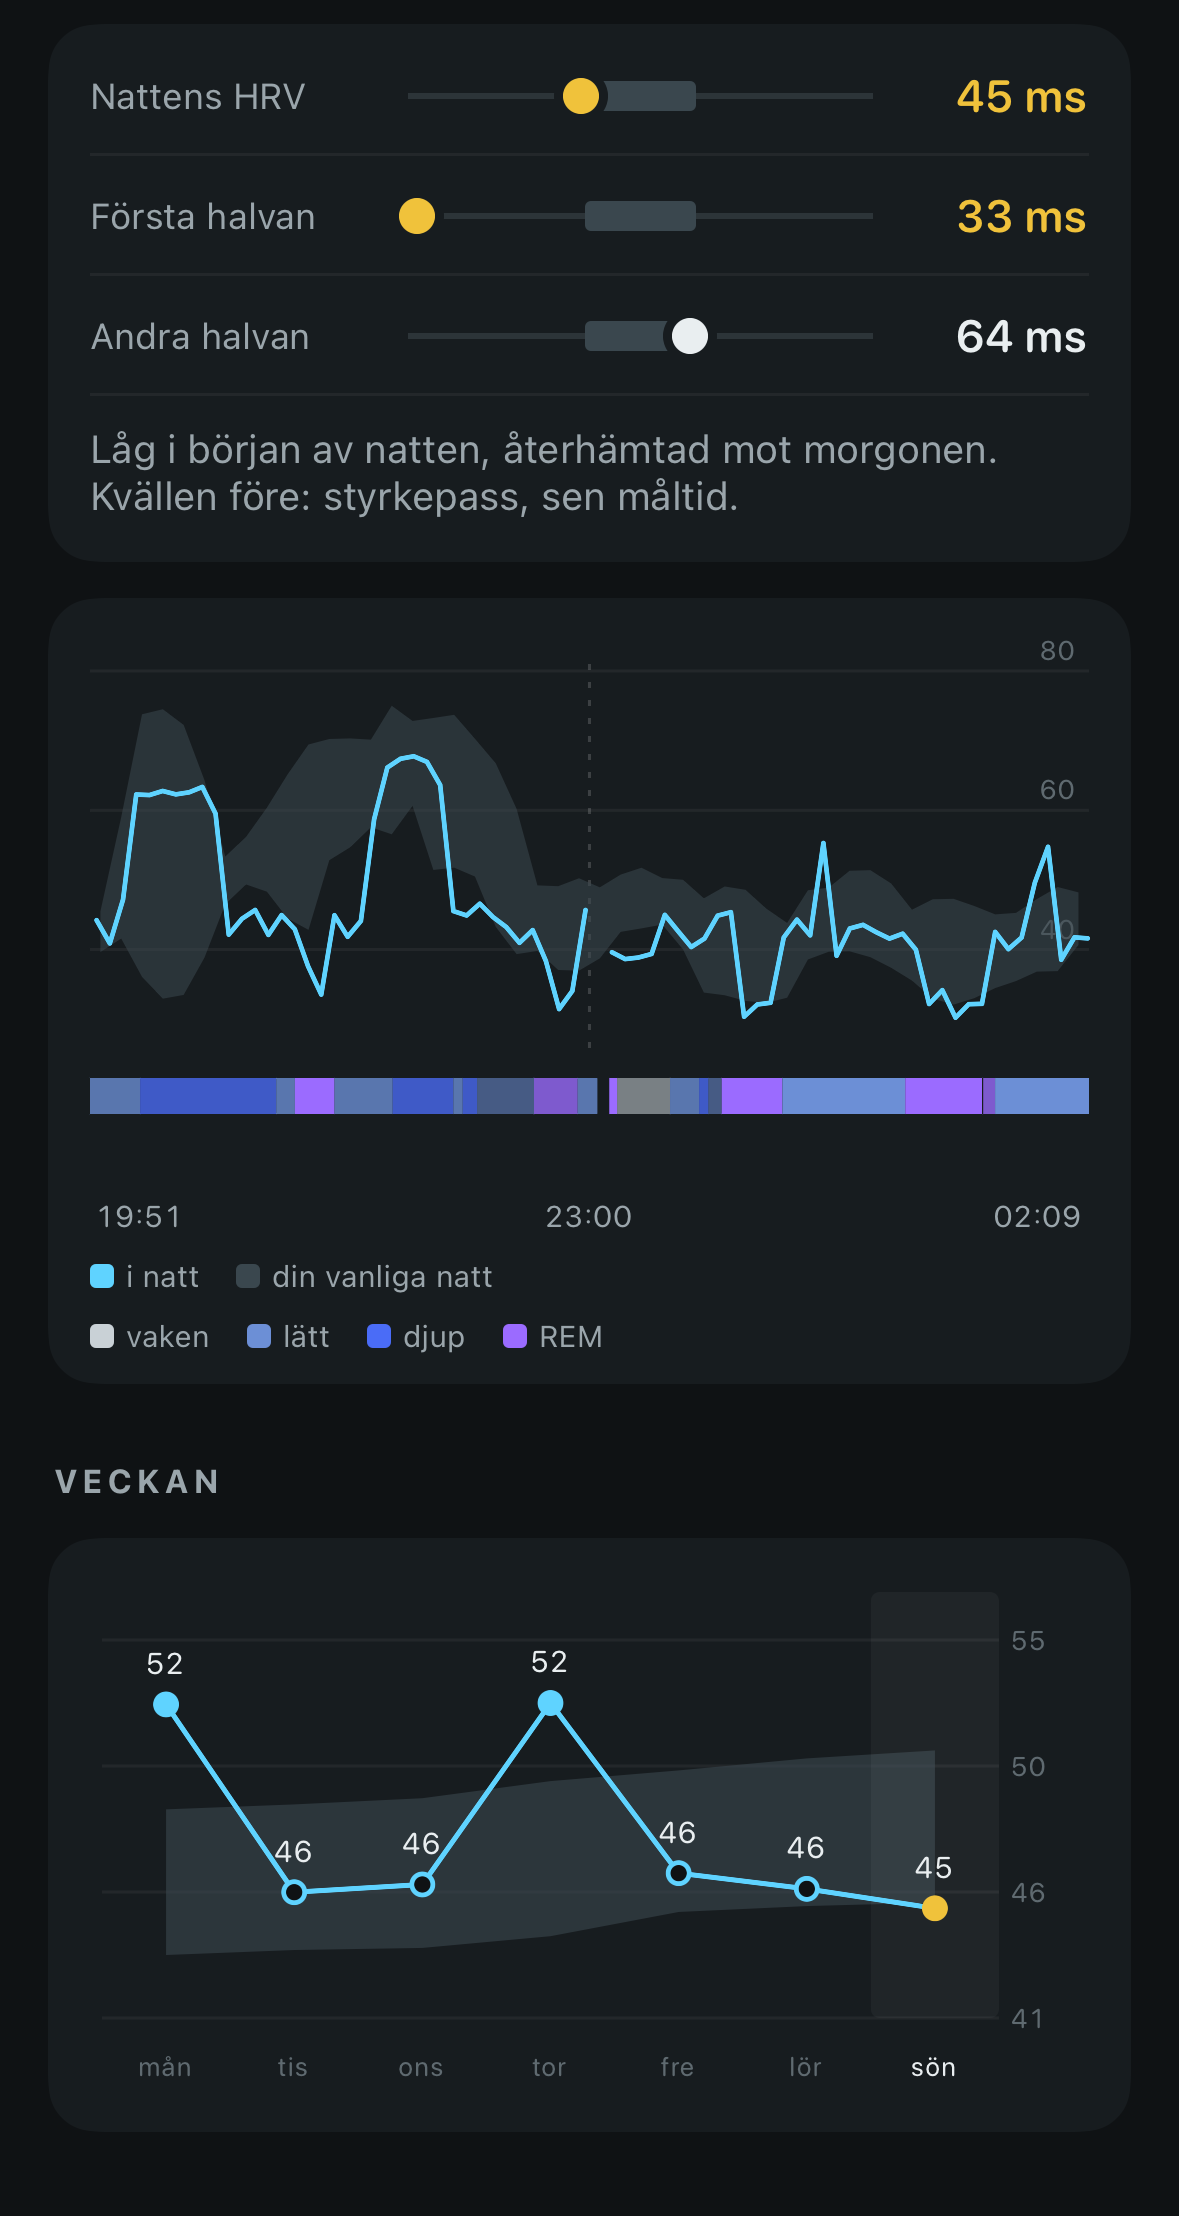 Nattens HRV 45 ms
Första halvan 33 ms
Andra halvan 64 ms
Låg i början av natten, återhämtad mot morgonen.
Kvällen före: styrkepass, sen måltid.
80
60
40
19:51 23:00 02:09
i natt din vanliga natt
vaken lätt djup REM
VECKAN
55
52 52
50
46 46 46 46 45
46
41
mån tis ons tor fre lör sön